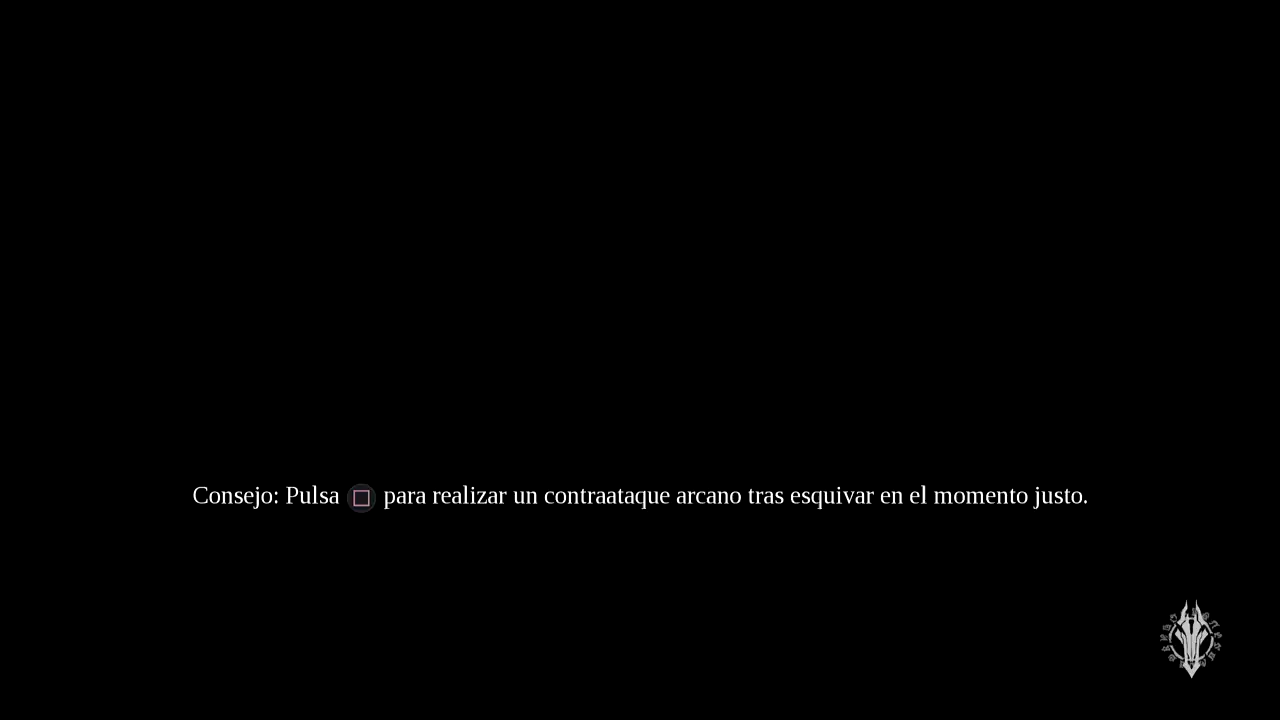 Consejo: Pulsa □ para realizar un contraataque arcano tras esquivar en el momento justo.